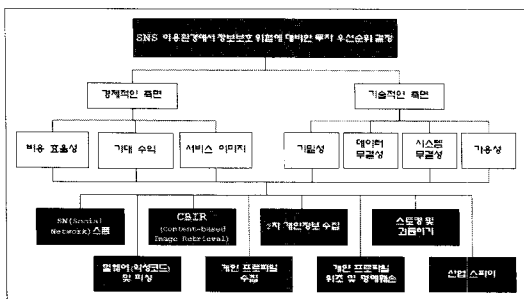 SNS 이용환경에서 정보보호 위협에 대비한 투자 우선순위 결정
경제적인 측면
기술적인 측면
비용 효율성
기대 수익
서비스 이미지
기밀성
데이터
무결성
시스템
무결성
가용성
SN(Social
Network)스팸
CBIR
(Content-based
Image Retrieval)
2차 개인정보 수집
스토킹 및
괴롭히기
멀웨어(악성코드)
및 피싱
개인 프로파일
수집
개인 프로파일
위조 및 명예훼손
산업 스파이